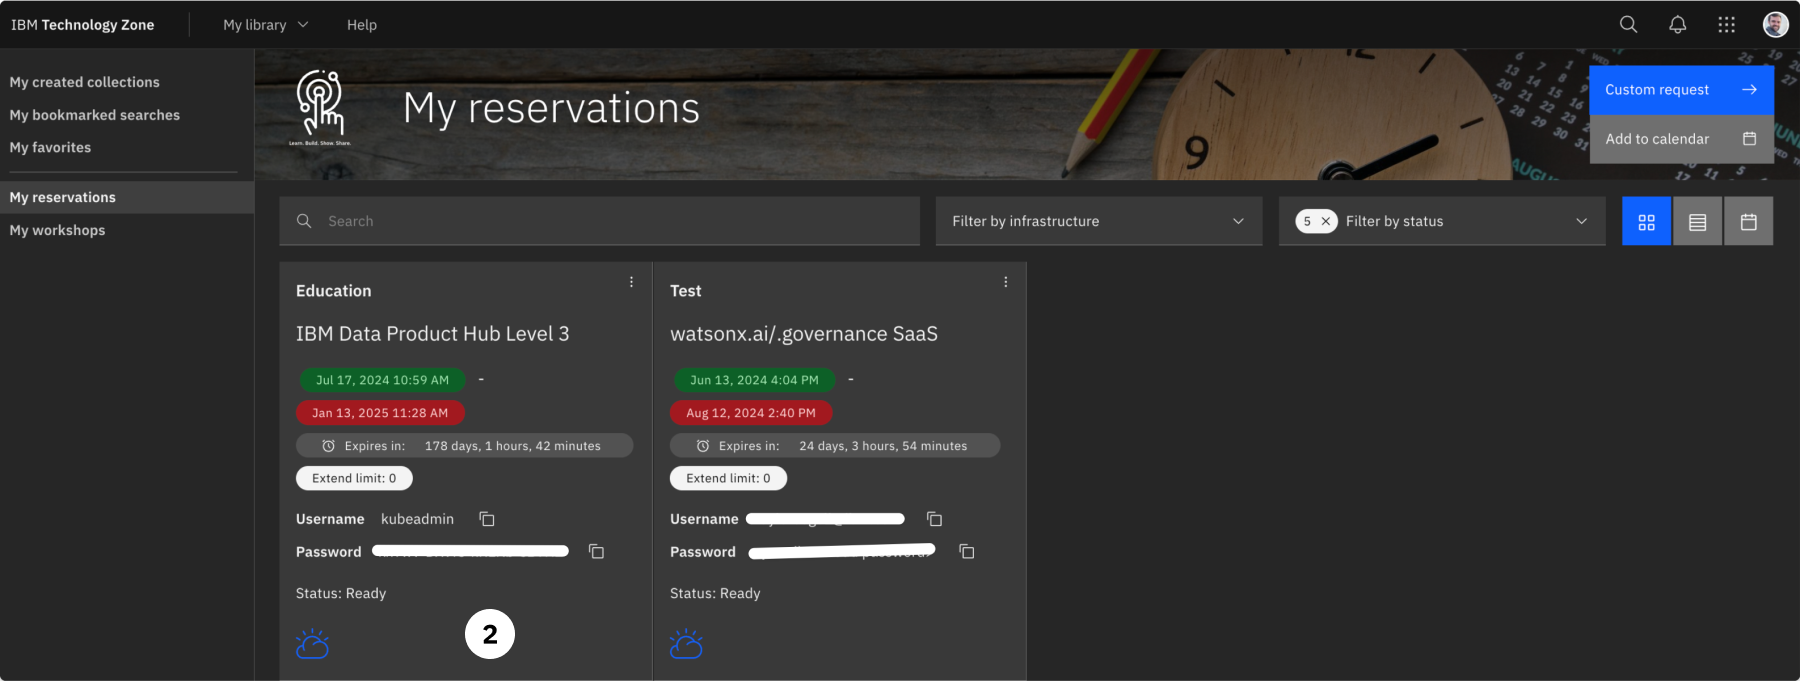 IBM Technology Zone
My library
Help
My created collections
My bookmarked searches
My favorites
My reservations
My workshops
Learn. Build. Show. Share.
My reservations
9
Custom request
Add to calendar
Search
Filter by infrastructure
5
Filter by status
Education
IBM Data Product Hub Level 3
Jul 17, 2024 10:59 AM -
Jan 13, 2025 11:28 AM
Expires in: 178 days, 1 hours, 42 minutes
Extend limit: 0
Username kubeadmin
Password
Status: Ready
2
Test
watsonx.ai/.governance SaaS
Jun 13, 2024 4:04 PM -
Aug 12, 2024 2:40 PM
Expires in: 24 days, 3 hours, 54 minutes
Extend limit: 0
Username
Password
Status: Ready